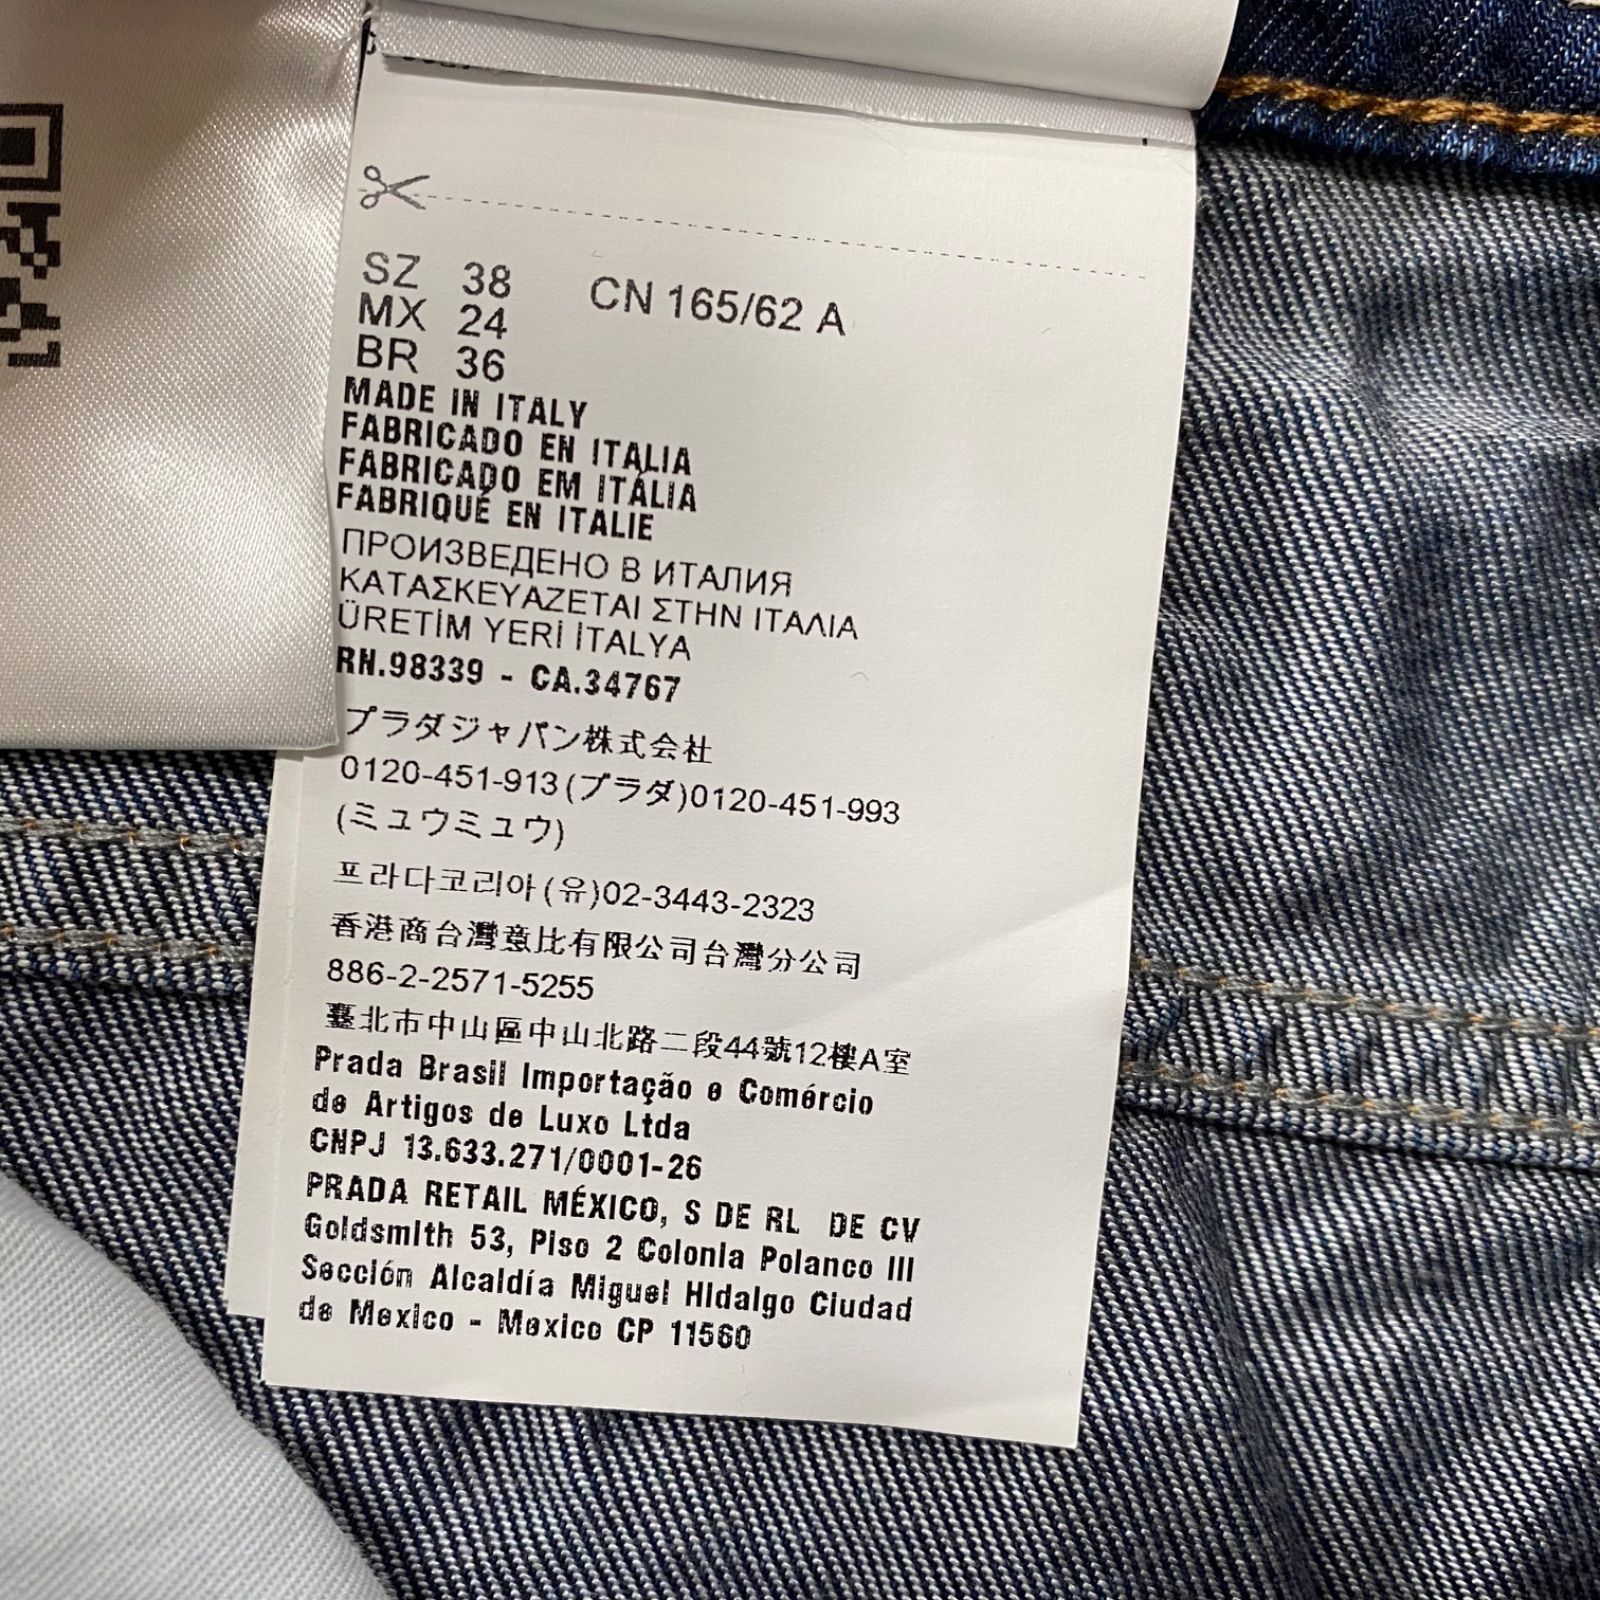 SZ 38 CN 165/62 A
MX 24
BR 36
MADE IN ITALY
FABRICADO EN ITALIA
FABRICADO EM ITÁLIA
FABRIQUÉ EN ITALIE
ПРОИЗВЕДЕНО В ИТАЛИЯ
ΚΑΤΑΣΚΕΥΑΖΕΤΑΙ ΣΤΗΝ ΙΤΑΛΙΑ
ÜRETİM YERİ İTALYA
RN.98339 - CA.34767
プラダジャパン株式会社
0120-451-913(プラダ)0120-451-993
(ミュウミュウ)
프라다코리아(유)02-3443-2323
香港商台灣意比有限公司台灣分公司
886-2-2571-5255
臺北市中山區中山北路二段44號12樓A室
Prada Brasil Importação e Comércio
de Artigos de Luxo Ltda
CNPJ 13.633.271/0001-26
PRADA RETAIL MÉXICO, S DE RL DE CV
Goldsmith 53, Piso 2 Colonia Polanco III
Sección Alcaldía Miguel Hidalgo Ciudad
de Mexico - Mexico CP 11560